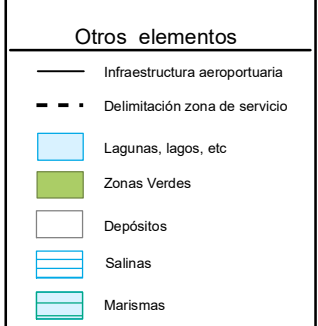 Otros elementos
Infraestructura aeroportuaria
Delimitación zona de servicio
Lagunas, lagos, etc
Zonas Verdes
Depósitos
Salinas
Marismas